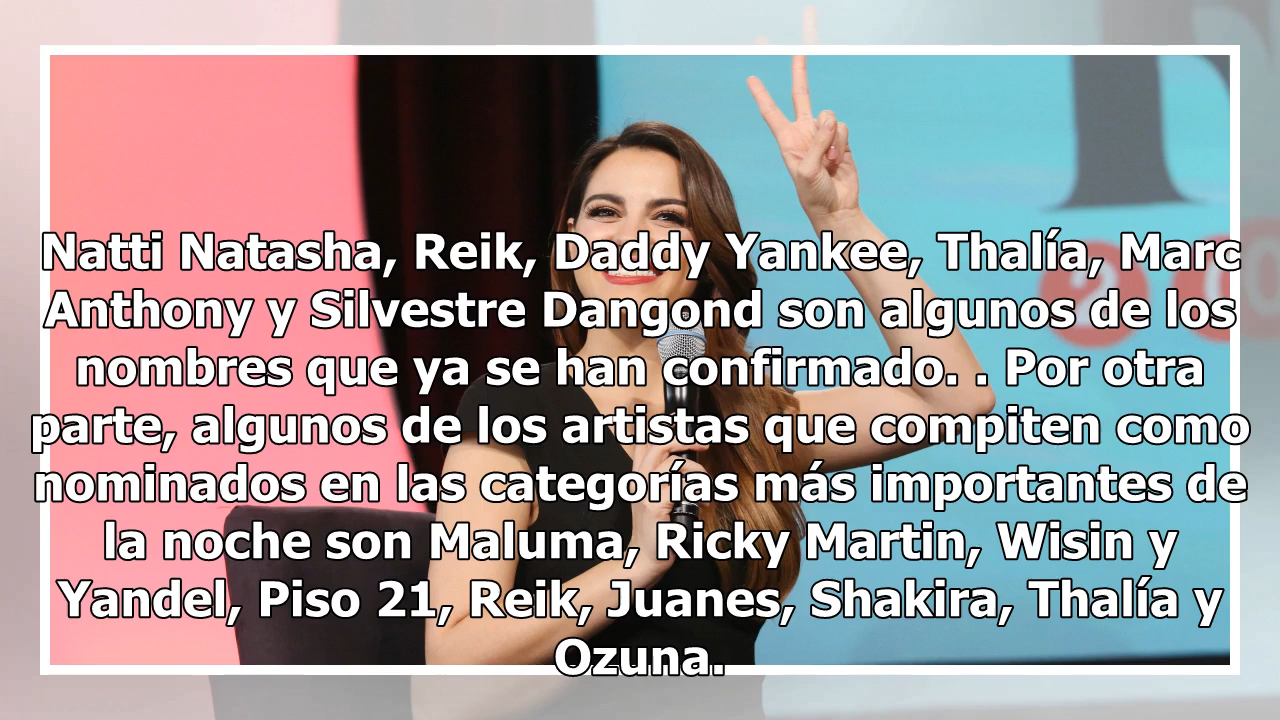 Natti Natasha, Reik, Daddy Yankee, Thalía, Marc
Anthony y Silvestre Dangond son algunos de los
nombres que ya se han confirmado. . Por otra
parte, algunos de los artistas que compiten como
nominados en las categorías más importantes de
la noche son Maluma, Ricky Martin, Wisin y
Yandel, Piso 21, Reik, Juanes, Shakira, Thalía y
Ozuna.